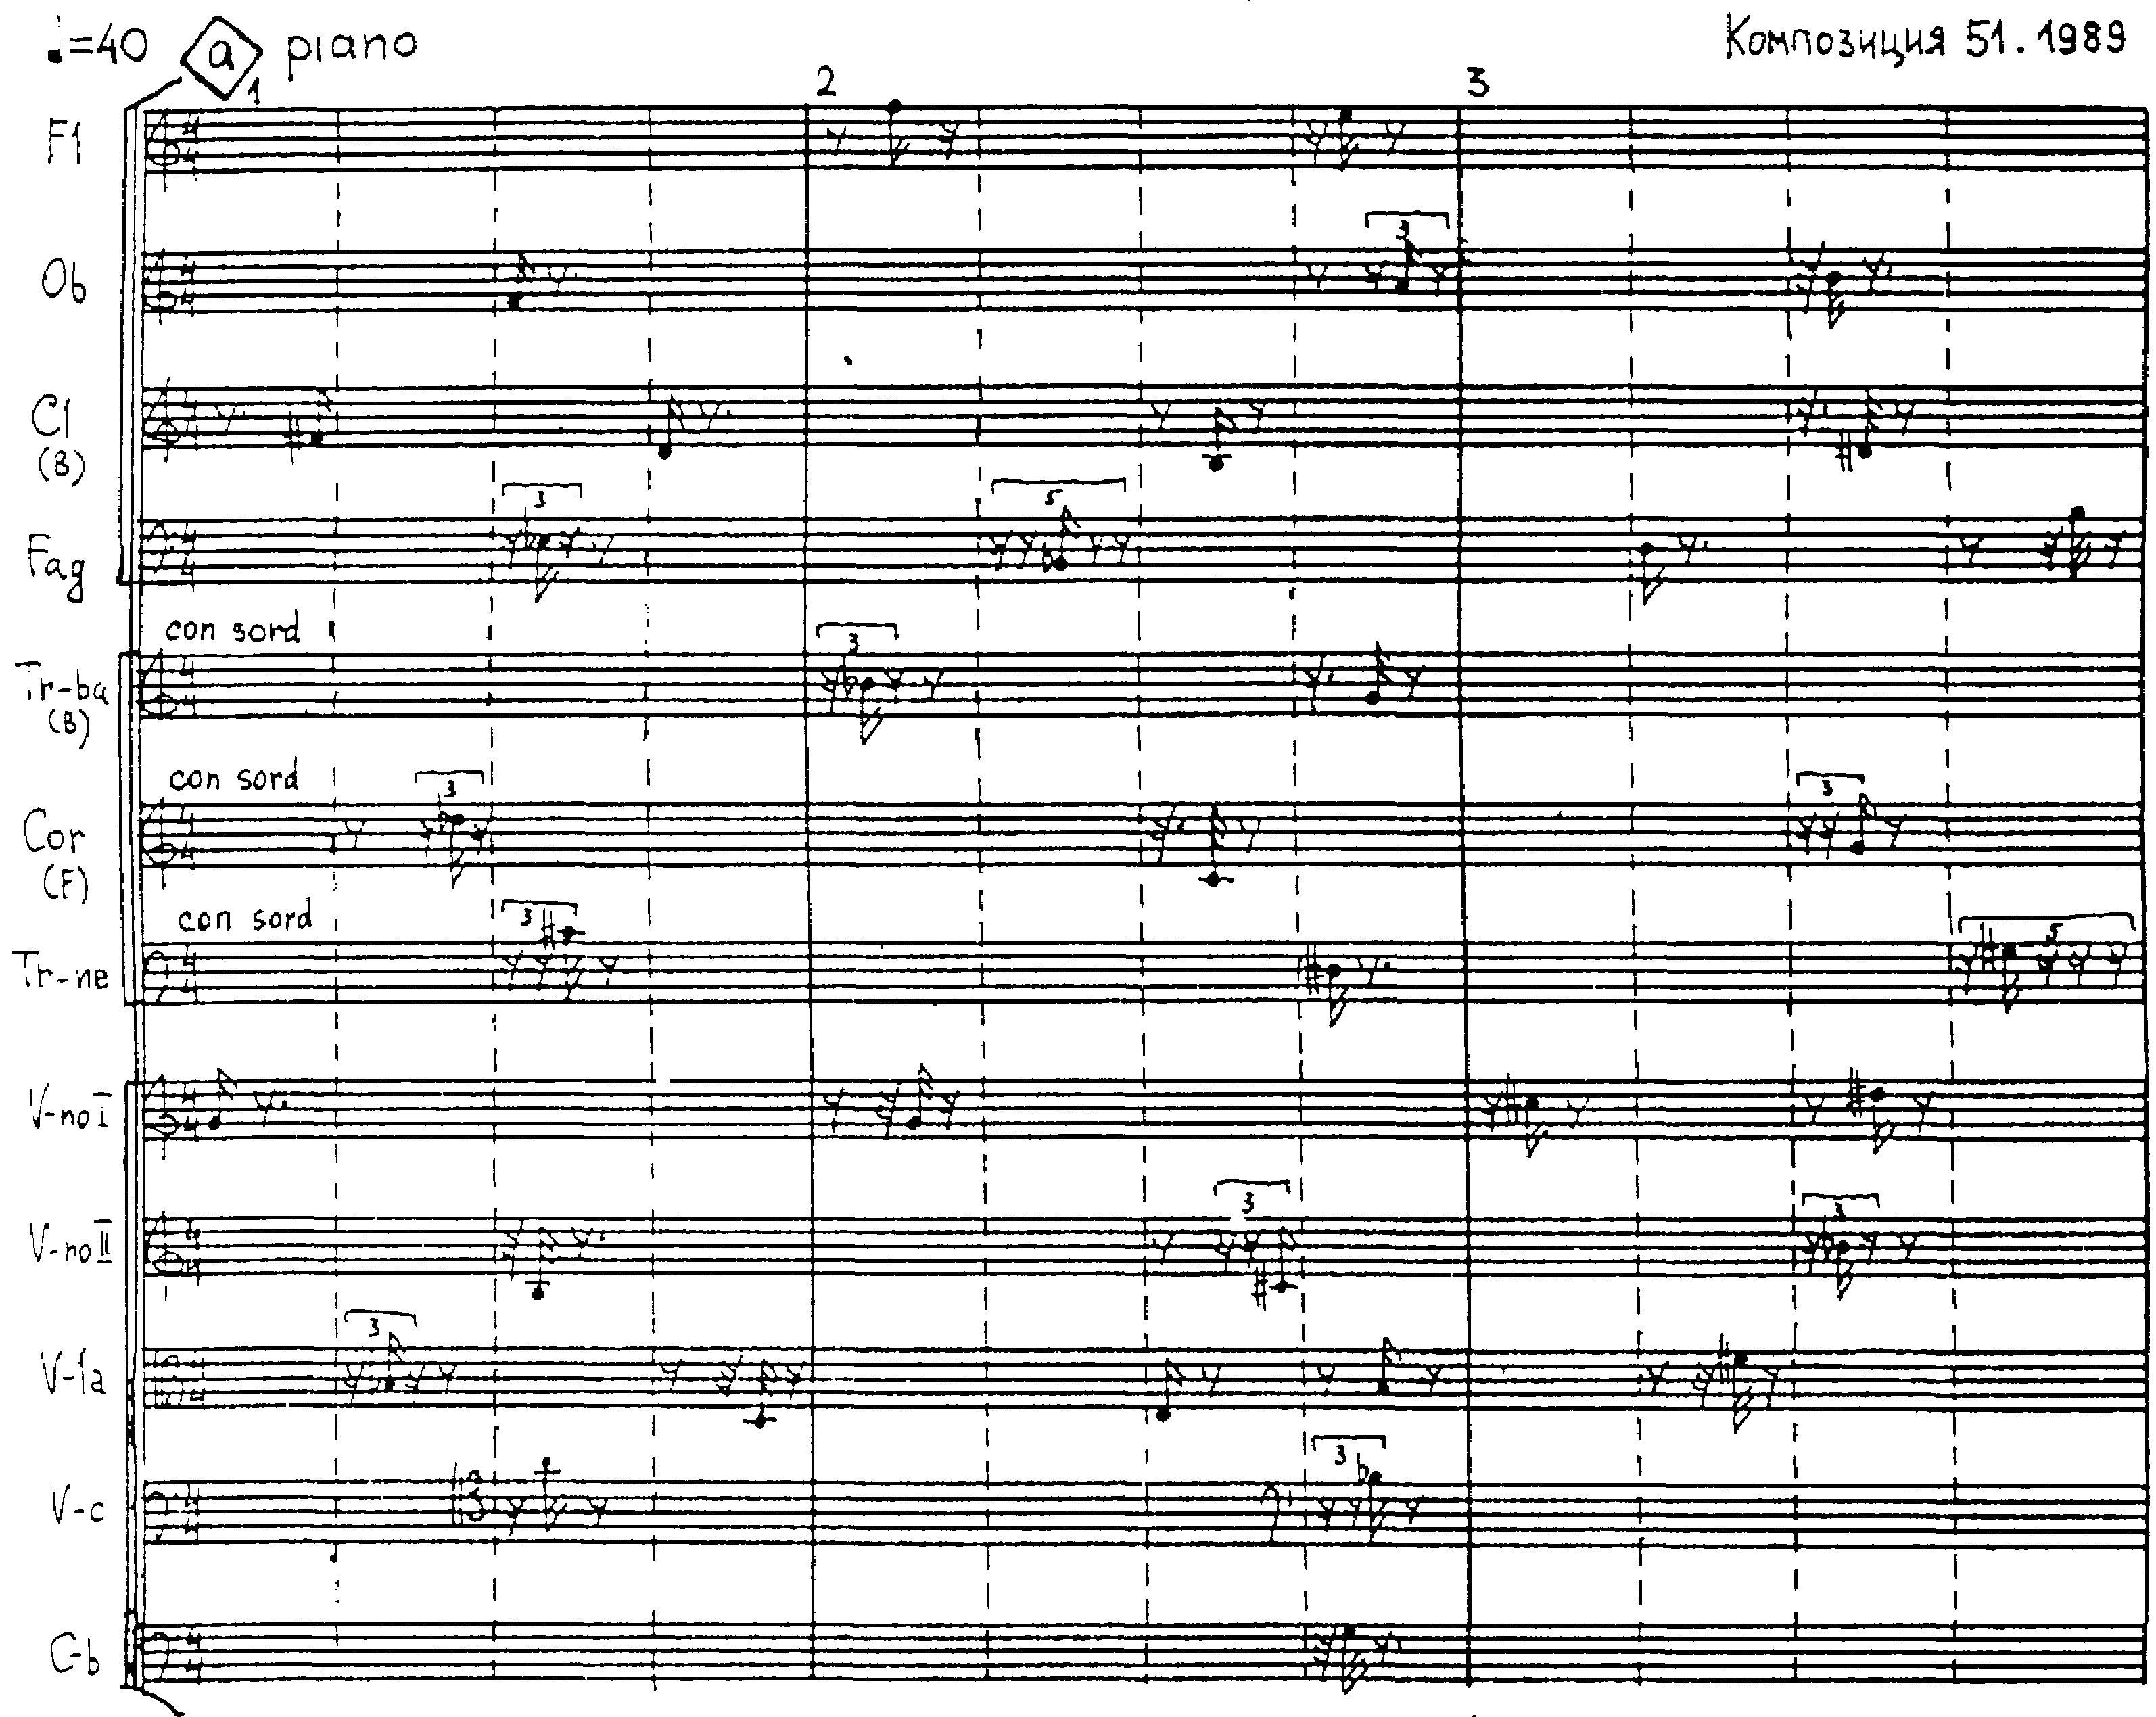 ♩=40 a piano Композиция 51. 1989
1 2 3
Fl
Ob
3
Cl
(B)
3 5
Fag
con sord
3
Tr-ba
(B)
con sord
3 3
Cor
(F)
con sord
3 5
Tr-ne
V-no I
3 3
V-no II
3
V-la
3
V-c
C-b